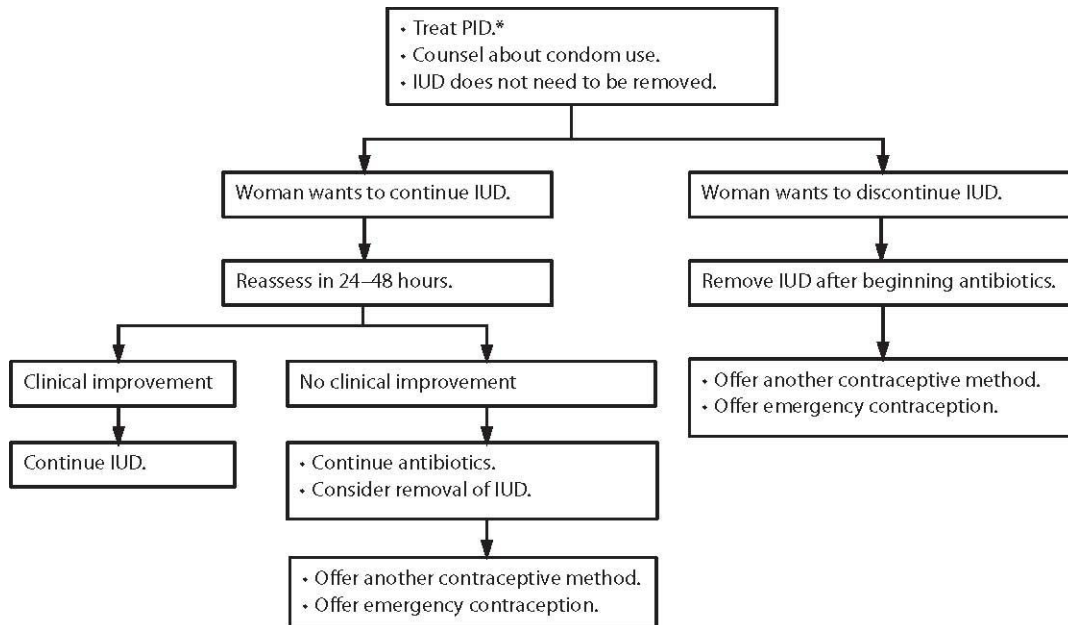 • Treat PID.*
• Counsel about condom use.
• IUD does not need to be removed.
Woman wants to continue IUD.
Woman wants to discontinue IUD.
Reassess in 24–48 hours.
Remove IUD after beginning antibiotics.
Clinical improvement
No clinical improvement
• Offer another contraceptive method.
• Offer emergency contraception.
Continue IUD.
• Continue antibiotics.
• Consider removal of IUD.
• Offer another contraceptive method.
• Offer emergency contraception.